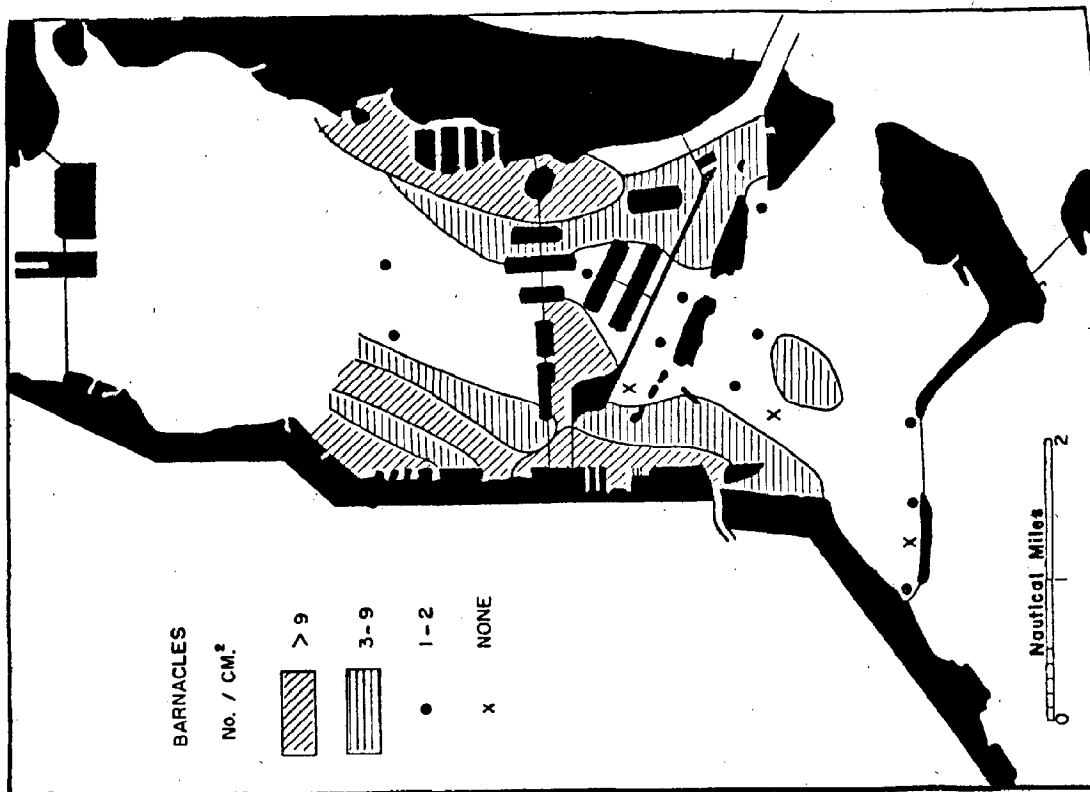 BARNACLES
No. / CM.²
> 9
3-9
• 1-2
x NONE
Nautical Miles
0 1 2